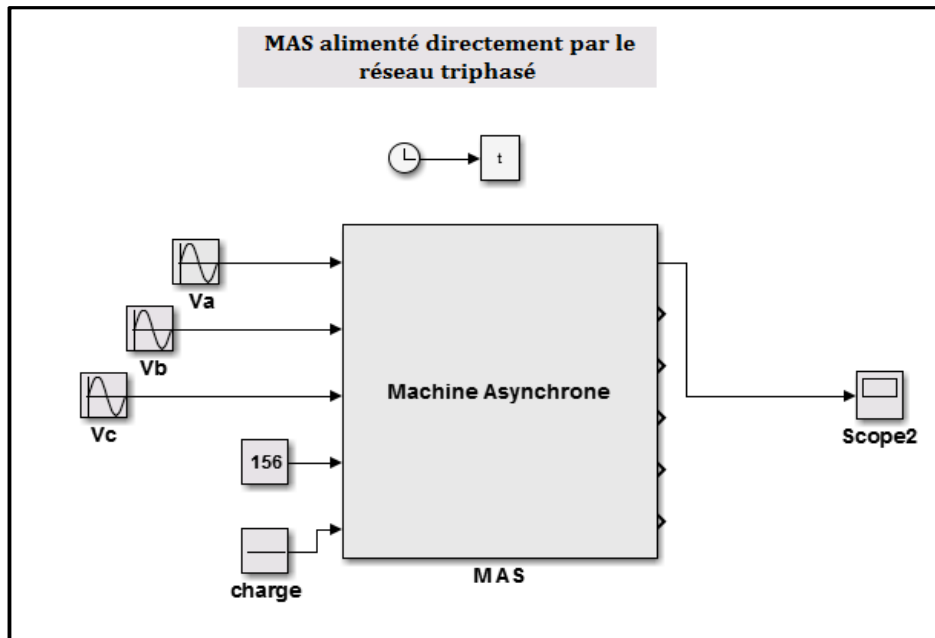 MAS alimenté directement par le
réseau triphasé
t
Va
Vb
Machine Asynchrone
Vc
Scope2
156
charge
MAS